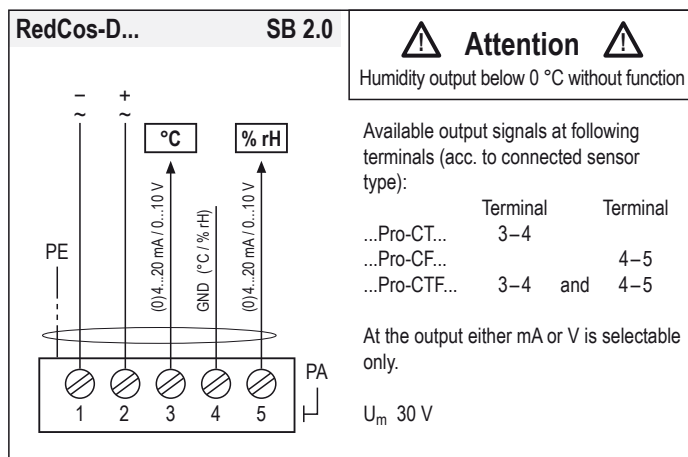 RedCos-D... SB 2.0
⚠ Attention ⚠
Humidity output below 0 °C without function
– +
~ ~
°C % rH
(0)4...20 mA / 0...10 V
GND (°C / % rH)
(0)4...20 mA / 0...10 V
PE
PA
1 2 3 4 5
Available output signals at following
terminals (acc. to connected sensor
type):
Terminal Terminal
...Pro-CT... 3–4
...Pro-CF... 4–5
...Pro-CTF... 3–4 and 4–5
At the output either mA or V is selectable
only.
Um 30 V